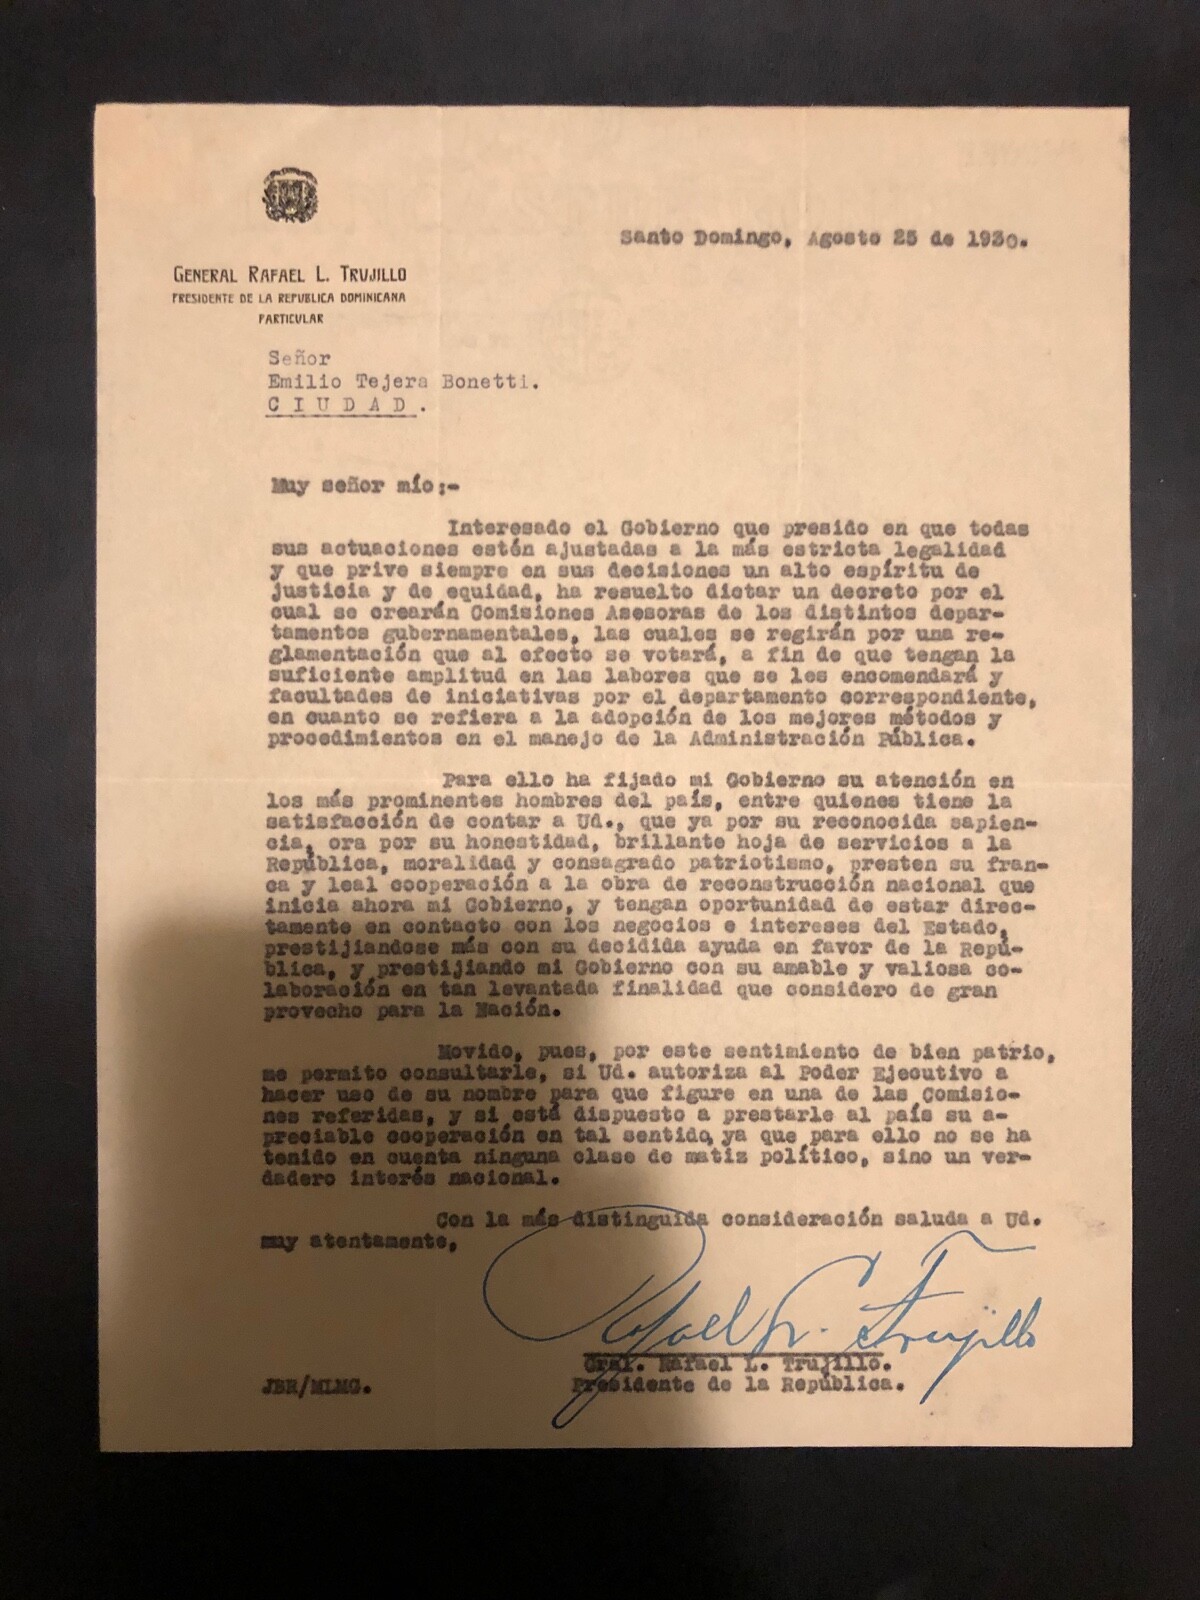 Santo Domingo, Agosto 25 de 1930.
GENERAL RAFAEL L. TRUJILLO
PRESIDENTE DE LA REPUBLICA DOMINICANA
PARTICULAR
Señor
Emilio Tejera Bonetti.
C I U D A D .
Muy señor mío:-
Interesado el Gobierno que presido en que todas
sus actuaciones estén ajustadas a la más estricta legalidad
y que prive siempre en sus decisiones un alto espíritu de
justicia y de equidad, ha resuelto dictar un decreto por el
cual se crearán Comisiones Asesoras de los distintos depar-
tamentos gubernamentales, las cuales se regirán por una re-
glamentación que al efecto se votará, a fin de que tengan la
suficiente amplitud en las labores que se les encomendará y
facultades de iniciativas por el departamento correspondiente,
en cuanto se refiera a la adopción de los mejores métodos y
procedimientos en el manejo de la Administración Pública.
Para ello ha fijado mi Gobierno su atención en
los más prominentes hombres del país, entre quienes tiene la
satisfacción de contar a Ud., que ya por su reconocida sapien-
cia, ora por su honestidad, brillante hoja de servicios a la
República, moralidad y consagrado patriotismo, presten su fran-
ca y leal cooperación a la obra de reconstrucción nacional que
inicia ahora mi Gobierno, y tengan oportunidad de estar direc-
tamente en contacto con los negocios e intereses del Estado,
prestijiandose más con su decidida ayuda en favor de la Repú-
blica, y prestijiando mi Gobierno con su amable y valiosa co-
laboración en tan levantada finalidad que considero de gran
provecho para la Nación.
Movido, pues, por este sentimiento de bien patrio,
me permito consultarle, si Ud. autoriza al Poder Ejecutivo a
hacer uso de su nombre para que figure en una de las Comisio-
nes referidas, y si está dispuesto a prestarle al país su a-
preciable cooperación en tal sentido, ya que para ello no se ha
tenido en cuenta ninguna clase de matiz político, sino un ver-
dadero interés nacional.
Con la más distinguida consideración saluda a Ud.
muy atentamente,
Rafael L. Trujillo
Gral. Rafael L. Trujillo.
JBR/MLMG.
Presidente de la República.